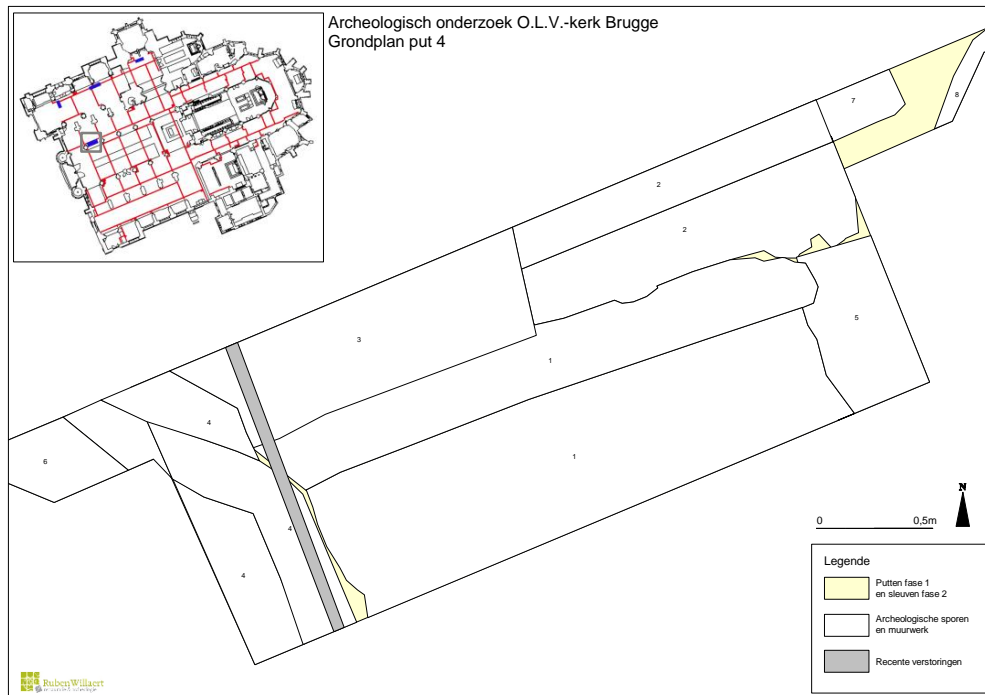 Archeologisch onderzoek O.L.V.-kerk Brugge
Grondplan put 4
7
8
2
2
3
5
1
4
6
1
4
4
N
0 0,5m
Legende
Putten fase 1
en sleuven fase 2
Archeologische sporen
en muurwerk
Recente verstoringen
RubenWillaert